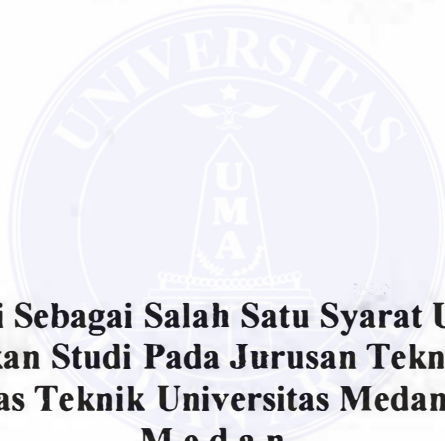 UNIVERSITAS
UMA
i Sebagai Salah Satu Syarat U
kan Studi Pada Jurusan Tekn
as Teknik Universitas Medan
M e d a n